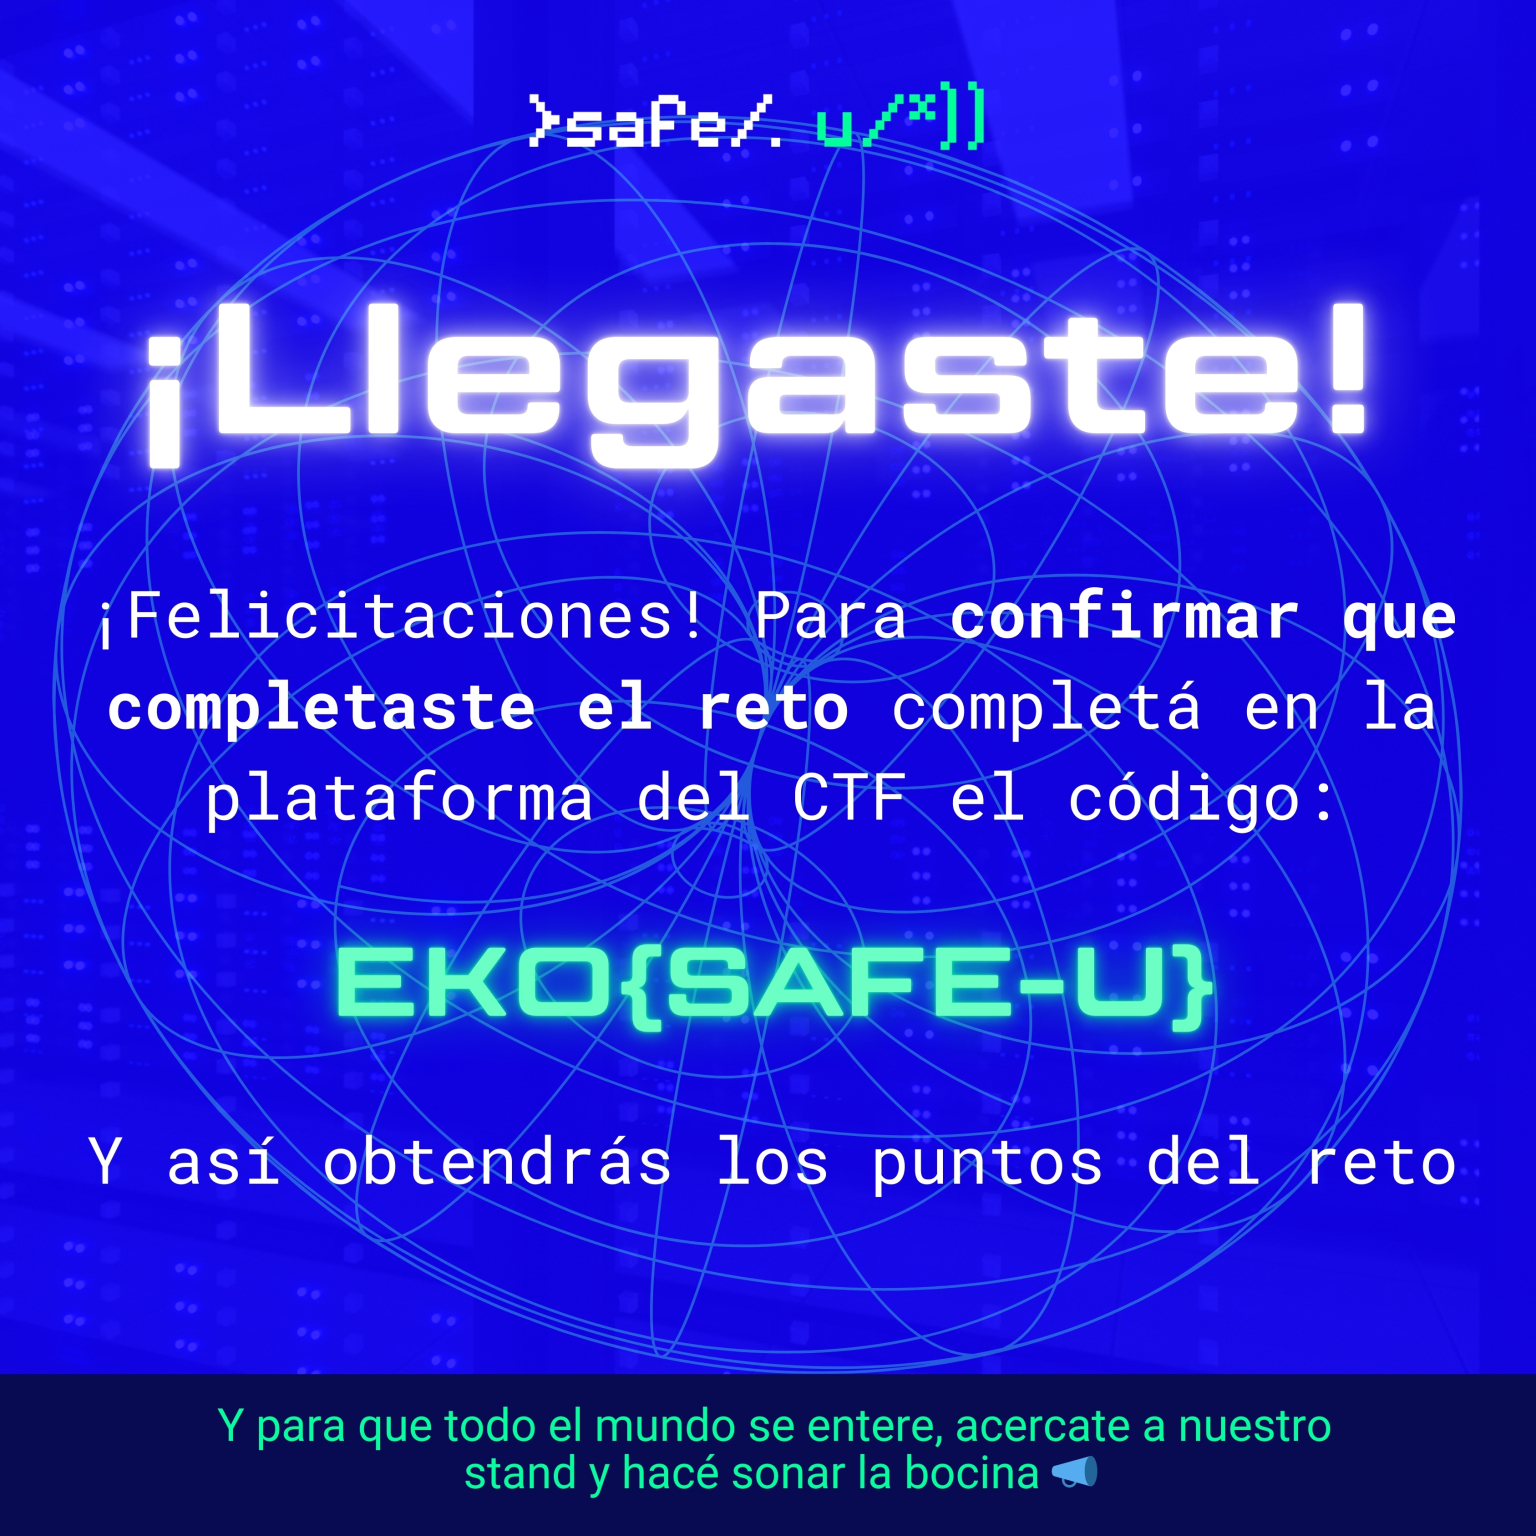 >safe/. u/ˣ))
¡Llegaste!
¡Felicitaciones! Para confirmar que
completaste el reto completá en la
plataforma del CTF el código:
EKO{SAFE-U}
Y así obtendrás los puntos del reto
Y para que todo el mundo se entere, acercate a nuestro
stand y hacé sonar la bocina